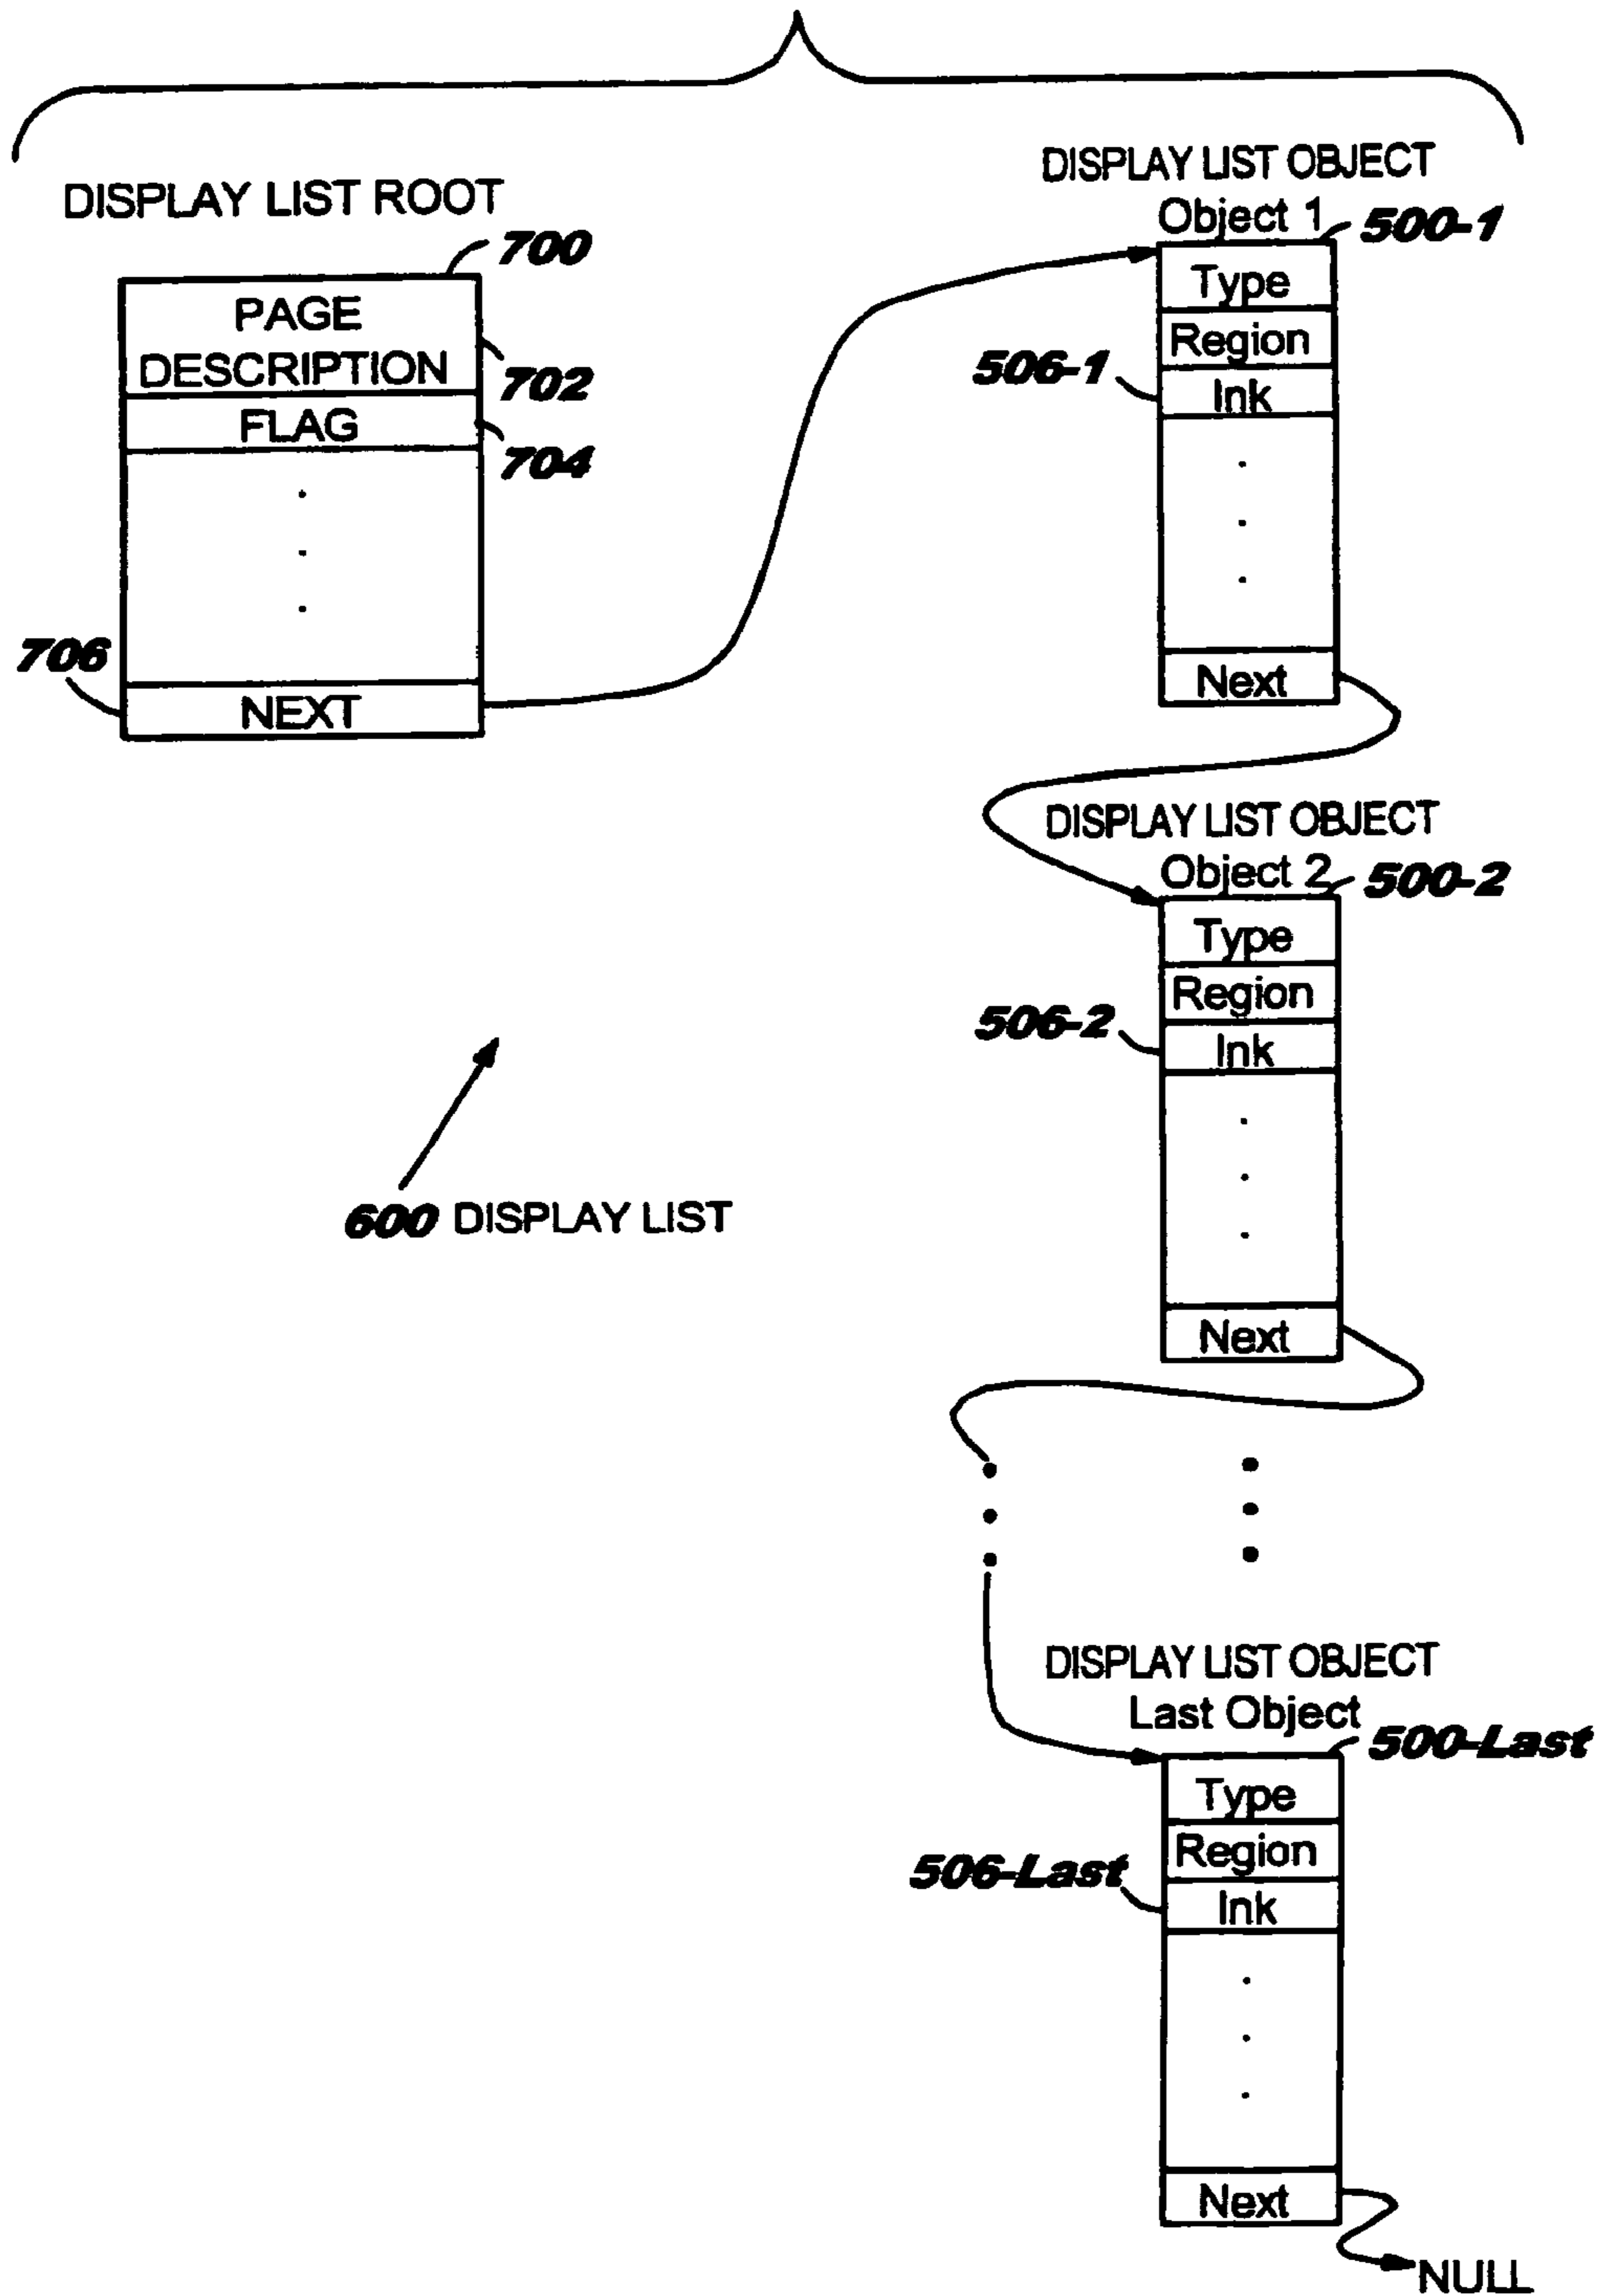 DISPLAY LIST ROOT
700
PAGE
DESCRIPTION
702
FLAG
704
706
NEXT
DISPLAY LIST OBJECT
Object 1
500-1
Type
Region
506-1
Ink
Next
DISPLAY LIST OBJECT
Object 2
500-2
Type
Region
506-2
Ink
Next
600 DISPLAY LIST
DISPLAY LIST OBJECT
Last Object
500-Last
Type
Region
506-Last
Ink
Next
NULL